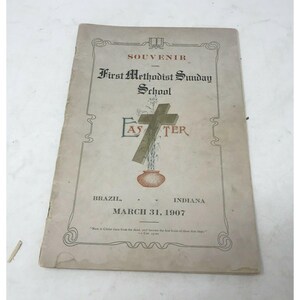 SOUVENIR
First Methodist Sunday
School
EASTER
BRAZIL, INDIANA
MARCH 31, 1907